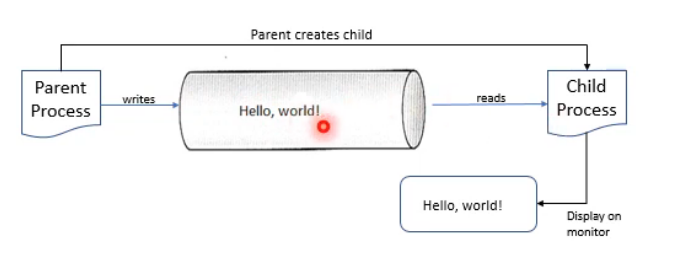 Parent creates child
Parent
Process
writes
Hello, world!
reads
Child
Process
Hello, world!
Display on
monitor